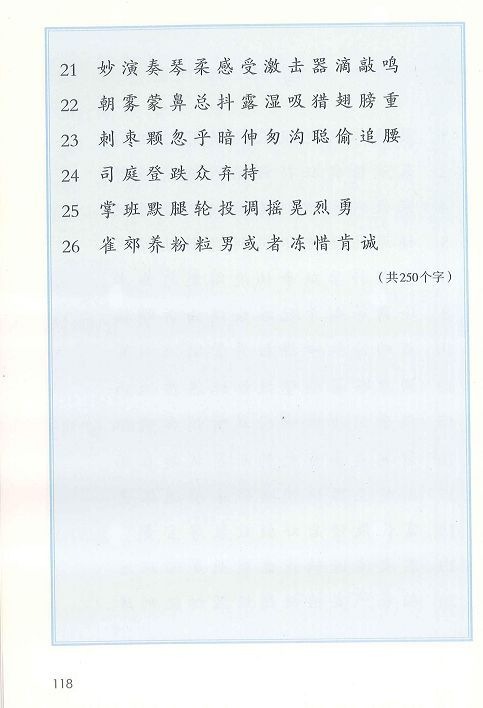 21 妙演奏琴柔感受激击器滴敲鸣
22 朝雾蒙鼻总抖露湿吸猎翅膀重
23 刺枣颗忽乎暗伸匆沟聪偷追腰
24 司庭登跌众弃持
25 掌班默腿轮投调摇晃烈勇
26 雀郊养粉粒男或者冻惜肯诚
（共250个字）
118